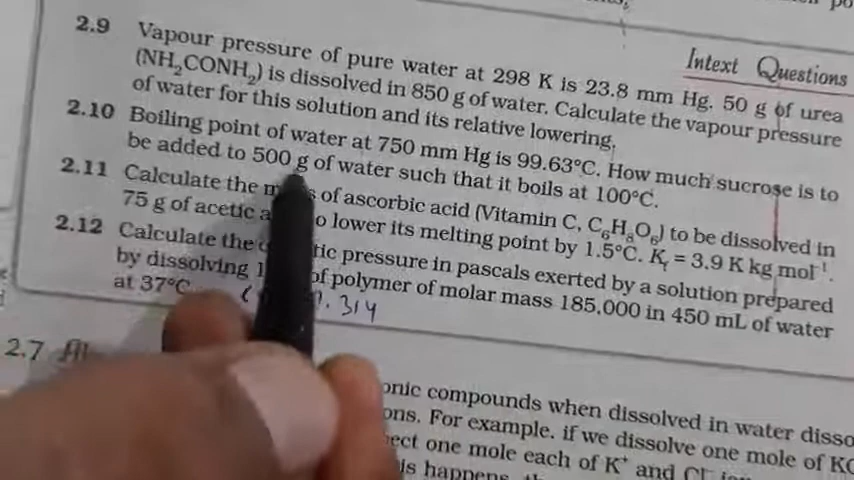 Intext Questions
2.9 Vapour pressure of pure water at 298 K is 23.8 mm Hg. 50 g of urea
(NH2CONH2) is dissolved in 850 g of water. Calculate the vapour pressure
of water for this solution and its relative lowering.
2.10 Boiling point of water at 750 mm Hg is 99.63°C. How much sucrose is to
be added to 500 g of water such that it boils at 100°C.
2.11 Calculate the of ascorbic acid (Vitamin C, C6H8O6) to be dissolved in
75 g of acetic to lower its melting point by 1.5°C. Kf = 3.9 K kg mol-1.
2.12 Calculate the pressure in pascals exerted by a solution prepared
by dissolving of polymer of molar mass 185,000 in 450 mL of water
at 37°C
.314
2.7
onic compounds when dissolved in water disso
ons. For example, if we dissolve one mole of KC
ect one mole each of K+ and Cl-
is happens,